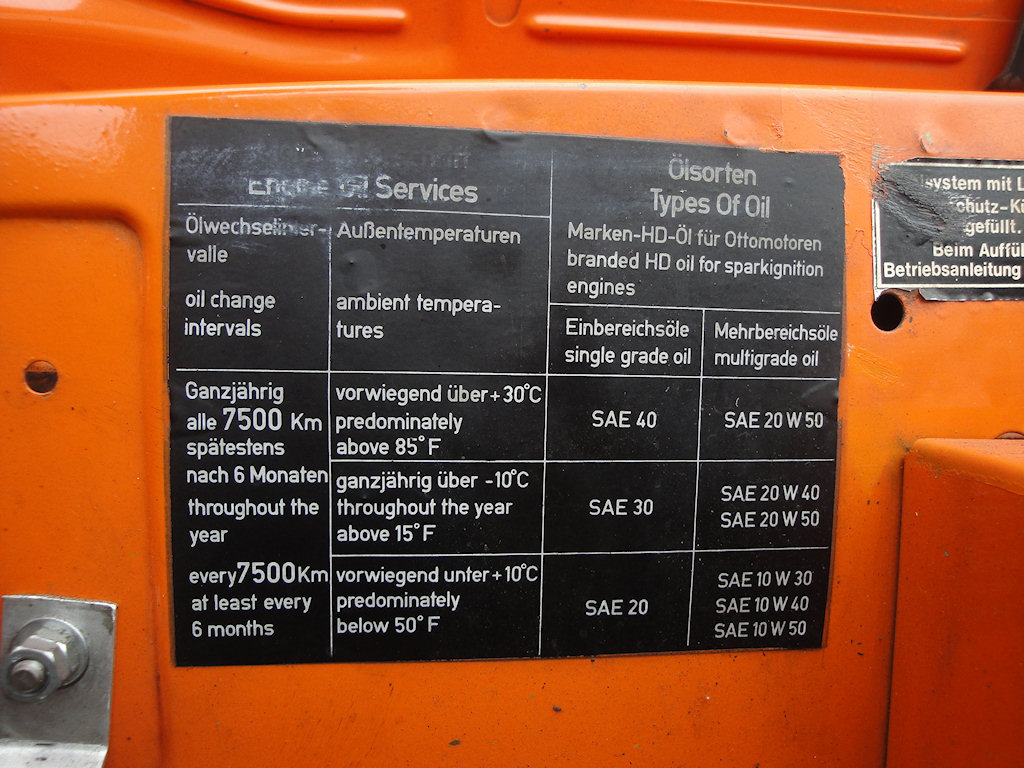 Engine Oil Services
Ölwechselinter-
valle
oil change
intervals
Außentemperaturen
ambient tempera-
tures
Ölsorten
Types Of Oil
Marken-HD-Öl für Ottomotoren
branded HD oil for sparkignition
engines
Einbereichsöle
single grade oil
Mehrbereichsöle
multigrade oil
Ganzjährig
alle 7500 Km
spätestens
nach 6 Monaten
throughout the
year
every 7500 Km
at least every
6 months
vorwiegend über +30°C
predominately
above 85°F
SAE 40
SAE 20 W 50
ganzjährig über -10°C
throughout the year
above 15°F
SAE 30
SAE 20 W 40
SAE 20 W 50
vorwiegend unter +10°C
predominately
below 50°F
SAE 20
SAE 10 W 30
SAE 10 W 40
SAE 10 W 50
mit
gefüllt.
Beim
Betriebsanleitung